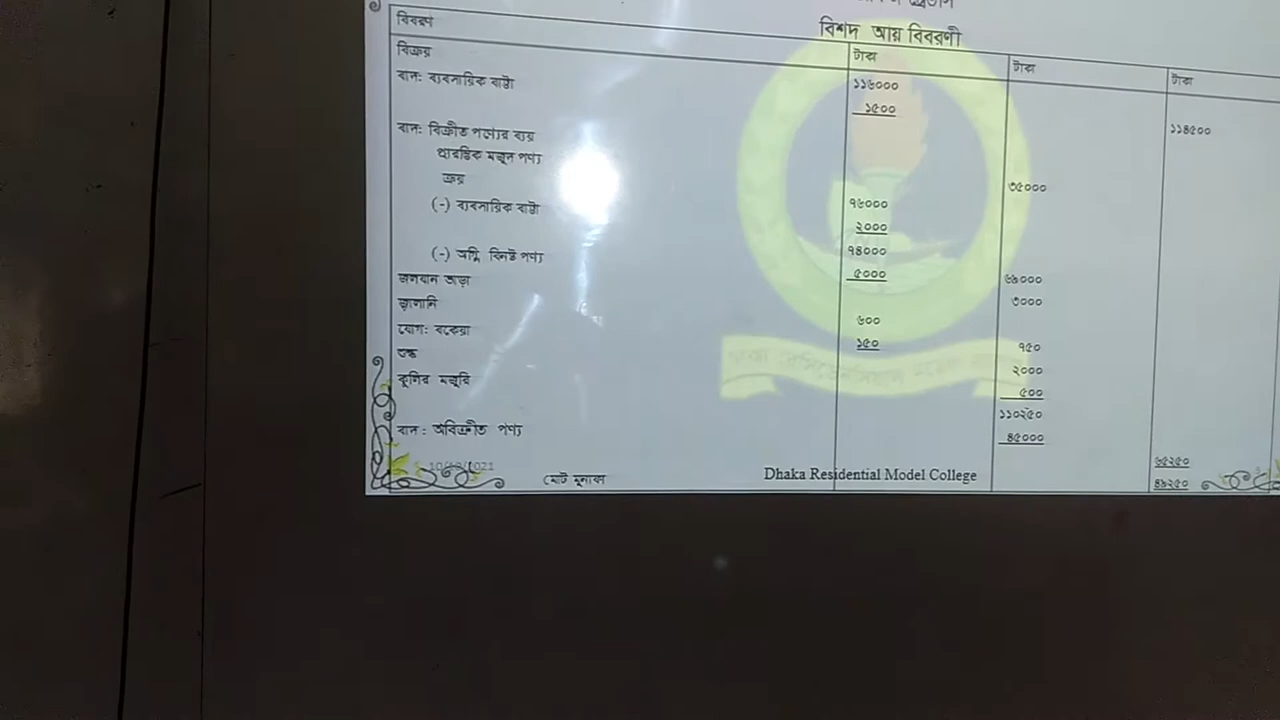 বিশদ আয় বিবরণী
বিবরণ টাকা টাকা টাকা
বিক্রয় ১১৬০০০
বাদ: ব্যবসায়িক বাট্টা ১৫০০ ১১৪৫০০
বাদ: বিক্রীত পণ্যের ব্যয়
প্রারম্ভিক মজুদ পণ্য ৩৫০০০
ক্রয় ৭৬০০০
(-) ব্যবসায়িক বাট্টা ২০০০
৭৪০০০
(-) অগ্নি বিনষ্ট পণ্য ৫০০০ ৬৯০০০
জলযান ভাড়া ৩০০০
জ্বালানি ৬০০
যোগ: বকেয়া ১৫০ ৭৫০
শুল্ক ২০০০
কুলির মজুরি ৫০০
১১০২৫০
বাদ : অবিক্রীত পণ্য ৪৫০০০
৬৫২৫০
মোট মুনাফা ৪৯২৫০
Dhaka Residential Model College